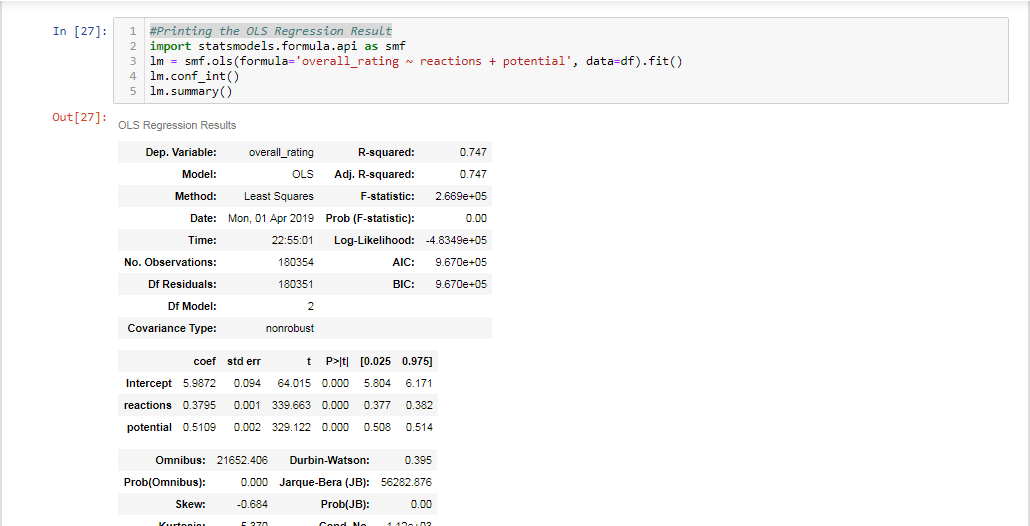 In [27]:
1 #Printing the OLS Regression Result
2 import statsmodels.formula.api as smf
3 lm = smf.ols(formula='overall_rating ~ reactions + potential', data=df).fit()
4 lm.conf_int()
5 lm.summary()
Out[27]:
OLS Regression Results
Dep. Variable: overall_rating R-squared: 0.747
Model: OLS Adj. R-squared: 0.747
Method: Least Squares F-statistic: 2.669e+05
Date: Mon, 01 Apr 2019 Prob (F-statistic): 0.00
Time: 22:55:01 Log-Likelihood: -4.8349e+05
No. Observations: 180354 AIC: 9.670e+05
Df Residuals: 180351 BIC: 9.670e+05
Df Model: 2
Covariance Type: nonrobust
coef std err t P>|t| [0.025 0.975]
Intercept 5.9872 0.094 64.015 0.000 5.804 6.171
reactions 0.3795 0.001 339.663 0.000 0.377 0.382
potential 0.5109 0.002 329.122 0.000 0.508 0.514
Omnibus: 21652.406 Durbin-Watson: 0.395
Prob(Omnibus): 0.000 Jarque-Bera (JB): 56282.876
Skew: -0.684 Prob(JB): 0.00
Kurtosis: 5.370 Cond. No.